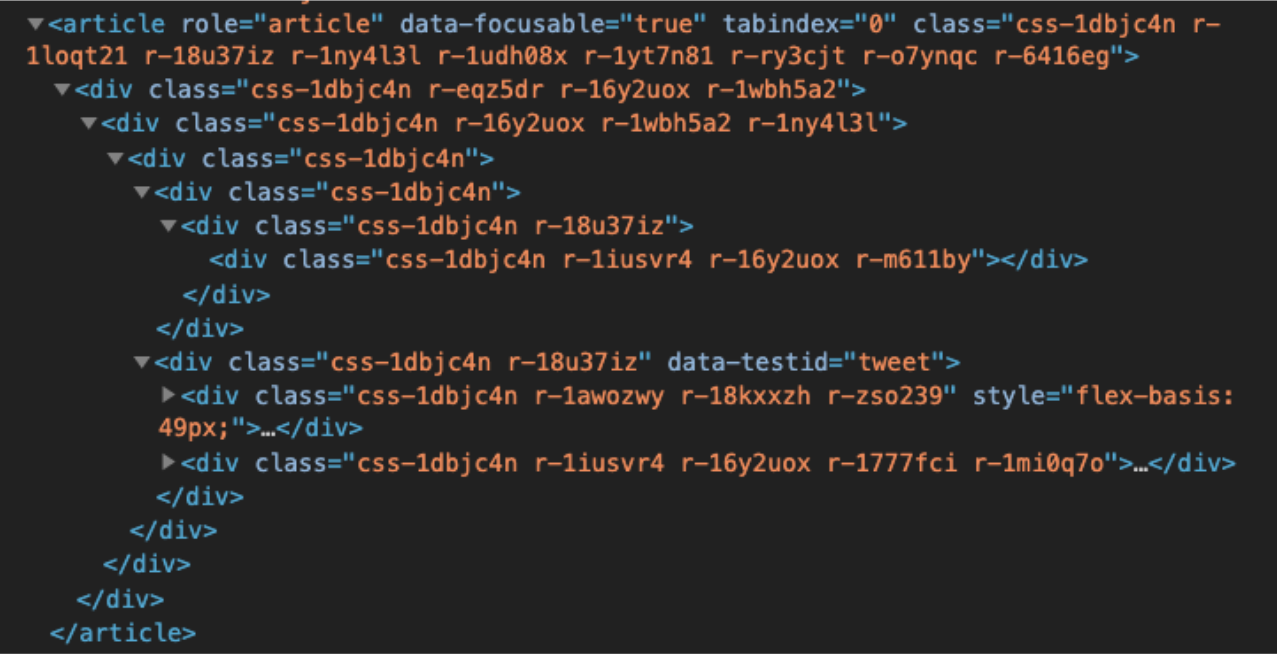 <article role="article" data-focusable="true" tabindex="0" class="css-1dbjc4n r-
1loqt21 r-18u37iz r-1ny4l3l r-1udh08x r-1yt7n81 r-ry3cjt r-o7ynqc r-6416eg">
<div class="css-1dbjc4n r-eqz5dr r-16y2uox r-1wbh5a2">
<div class="css-1dbjc4n r-16y2uox r-1wbh5a2 r-1ny4l3l">
<div class="css-1dbjc4n">
<div class="css-1dbjc4n">
<div class="css-1dbjc4n r-18u37iz">
<div class="css-1dbjc4n r-1iusvr4 r-16y2uox r-m611by"></div>
</div>
</div>
<div class="css-1dbjc4n r-18u37iz" data-testid="tweet">
<div class="css-1dbjc4n r-1awozwy r-18kxxzh r-zso239" style="flex-basis:
49px;">…</div>
<div class="css-1dbjc4n r-1iusvr4 r-16y2uox r-1777fci r-1mi0q7o">…</div>
</div>
</div>
</div>
</div>
</article>